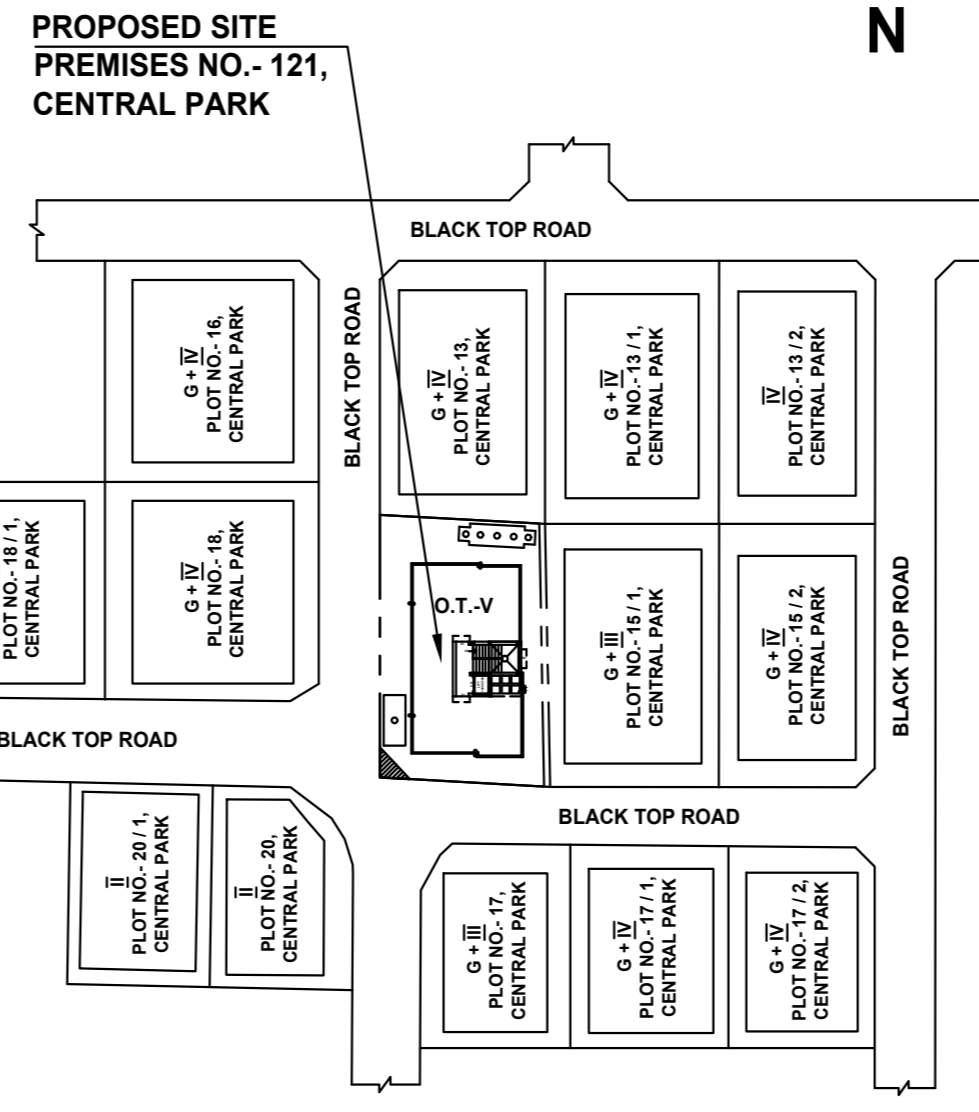 PROPOSED SITE
PREMISES NO.- 121,
CENTRAL PARK
N
BLACK TOP ROAD
BLACK TOP ROAD
G + IV
PLOT NO.- 16,
CENTRAL PARK
G + IV
PLOT NO.- 13,
CENTRAL PARK
G + IV
PLOT NO.- 13 / 1,
CENTRAL PARK
IV
PLOT NO.- 13 / 2,
CENTRAL PARK
PLOT NO.- 18 / 1,
CENTRAL PARK
G + IV
PLOT NO.- 18,
CENTRAL PARK
O.T.-V
G + III
PLOT NO.- 15 / 1,
CENTRAL PARK
G + IV
PLOT NO.- 15 / 2,
CENTRAL PARK
BLACK TOP ROAD
BLACK TOP ROAD
BLACK TOP ROAD
II
PLOT NO.- 20 / 1,
CENTRAL PARK
II
PLOT NO.- 20,
CENTRAL PARK
G + III
PLOT NO.- 17,
CENTRAL PARK
G + IV
PLOT NO.- 17 / 1,
CENTRAL PARK
G + IV
PLOT NO.- 17 / 2,
CENTRAL PARK